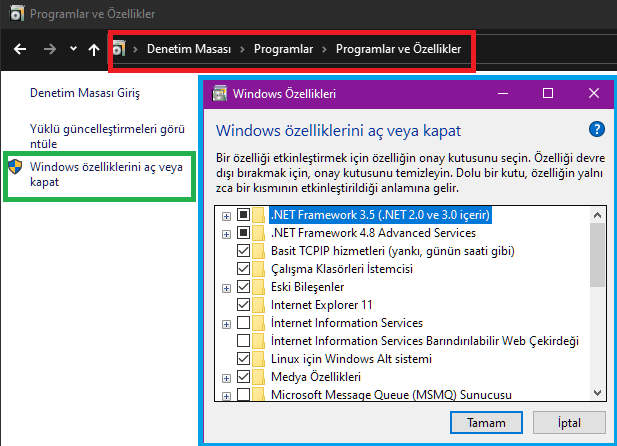 Programlar ve Özellikler
Denetim Masası > Programlar > Programlar ve Özellikler
Denetim Masası Giriş
Yüklü güncelleştirmeleri görü
ntüle
Windows özelliklerini aç veya
kapat
Windows Özellikleri
Windows özelliklerini aç veya kapat
?
Bir özelliği etkinleştirmek için özelliğin onay kutusunu seçin. Özelliği devre
dışı bırakmak için, onay kutusunu temizleyin. Dolu bir kutu, özelliğin yalnı
zca bir kısmının etkinleştirildiği anlamına gelir.
.NET Framework 3.5 (.NET 2.0 ve 3.0 içerir)
.NET Framework 4.8 Advanced Services
Basit TCPIP hizmetleri (yankı, günün saati gibi)
Çalışma Klasörleri İstemcisi
Eski Bileşenler
Internet Explorer 11
İnternet Information Services
İnternet Information Services Barındırılabilir Web Çekirdeği
Linux için Windows Alt sistemi
Medya Özellikleri
Microsoft Message Queue (MSMQ) Sunucusu
Tamam
İptal